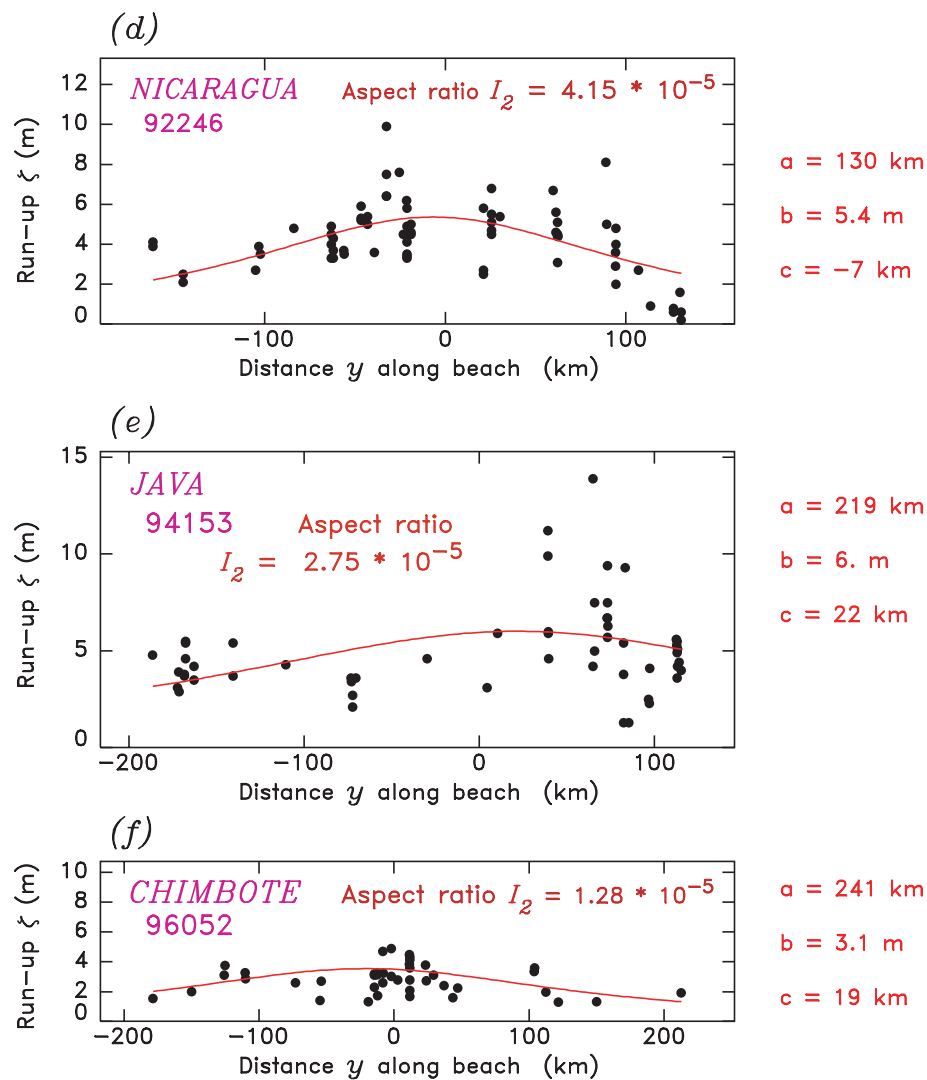 (d)
NICARAGUA
92246
Aspect ratio I2 = 4.15 * 10−5
Run−up ζ (m)
12
10
8
6
4
2
0
−100
0
100
Distance y along beach (km)
a = 130 km
b = 5.4 m
c = −7 km
(e)
JAVA
94153
Aspect ratio
I2 = 2.75 * 10−5
Run−up ζ (m)
15
10
5
0
−200
−100
0
100
Distance y along beach (km)
a = 219 km
b = 6. m
c = 22 km
(f)
CHIMBOTE
96052
Aspect ratio I2 = 1.28 * 10−5
Run−up ζ (m)
10
8
6
4
2
0
−200
−100
0
100
200
Distance y along beach (km)
a = 241 km
b = 3.1 m
c = 19 km